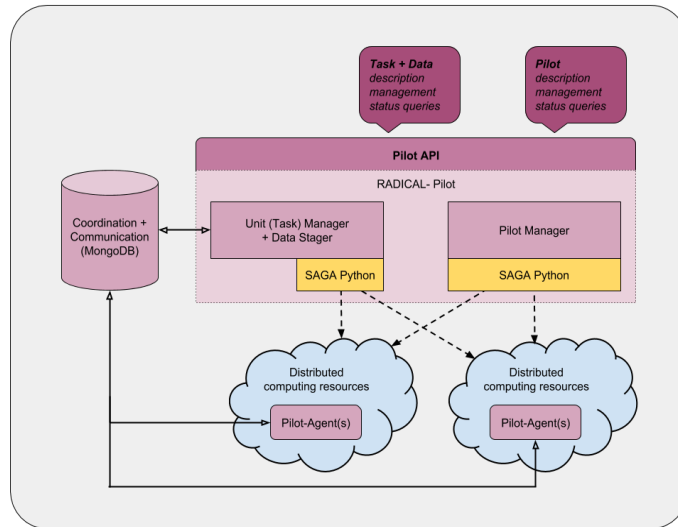 Task + Data
description
management
status queries
Pilot
description
management
status queries
Pilot API
RADICAL- Pilot
Coordination +
Communication
(MongoDB)
Unit (Task) Manager
+ Data Stager
Pilot Manager
SAGA Python
SAGA Python
Distributed
computing resources
Pilot-Agent(s)
Distributed
computing resources
Pilot-Agent(s)